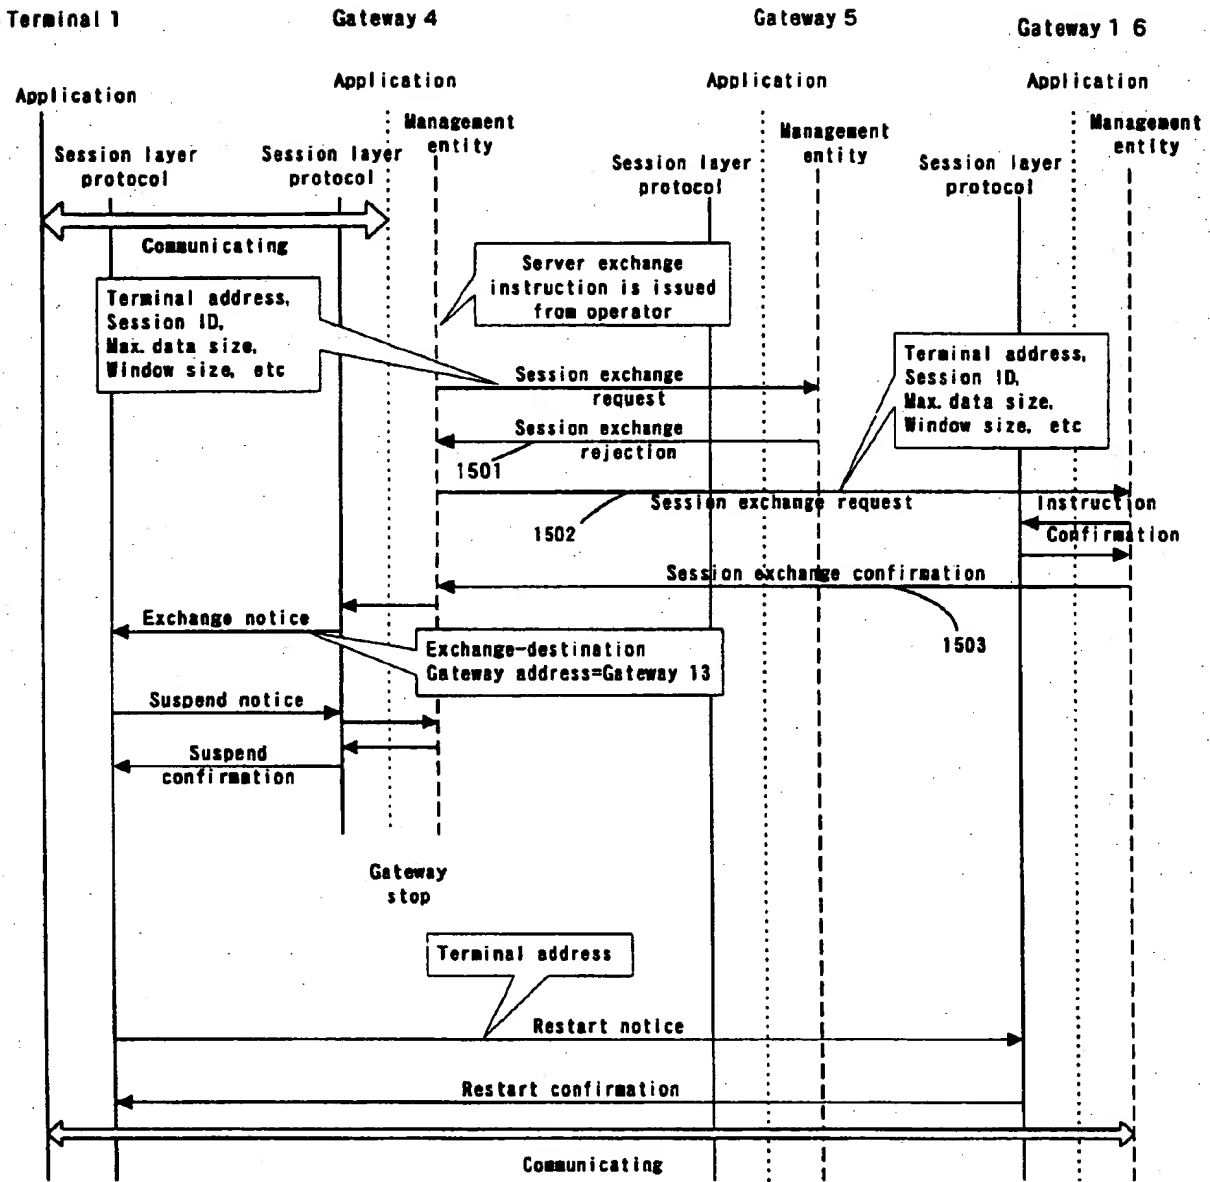 Terminal 1
Gateway 4
Gateway 5
Gateway 1 6
Application
Application
Application
Application
Management
entity
Management
entity
Management
entity
Session layer
protocol
Session layer
protocol
Session layer
protocol
Session layer
protocol
Communicating
Server exchange
instruction is issued
from operator
Terminal address,
Session ID,
Max. data size,
Window size, etc
Terminal address,
Session ID,
Max. data size,
Window size, etc
Session exchange
request
Session exchange
rejection
1501
Session exchange request
1502
Instruction
Confirmation
Session exchange confirmation
1503
Exchange notice
Exchange-destination
Gateway address=Gateway 13
Suspend notice
Suspend
confirmation
Gateway
stop
Terminal address
Restart notice
Restart confirmation
Communicating